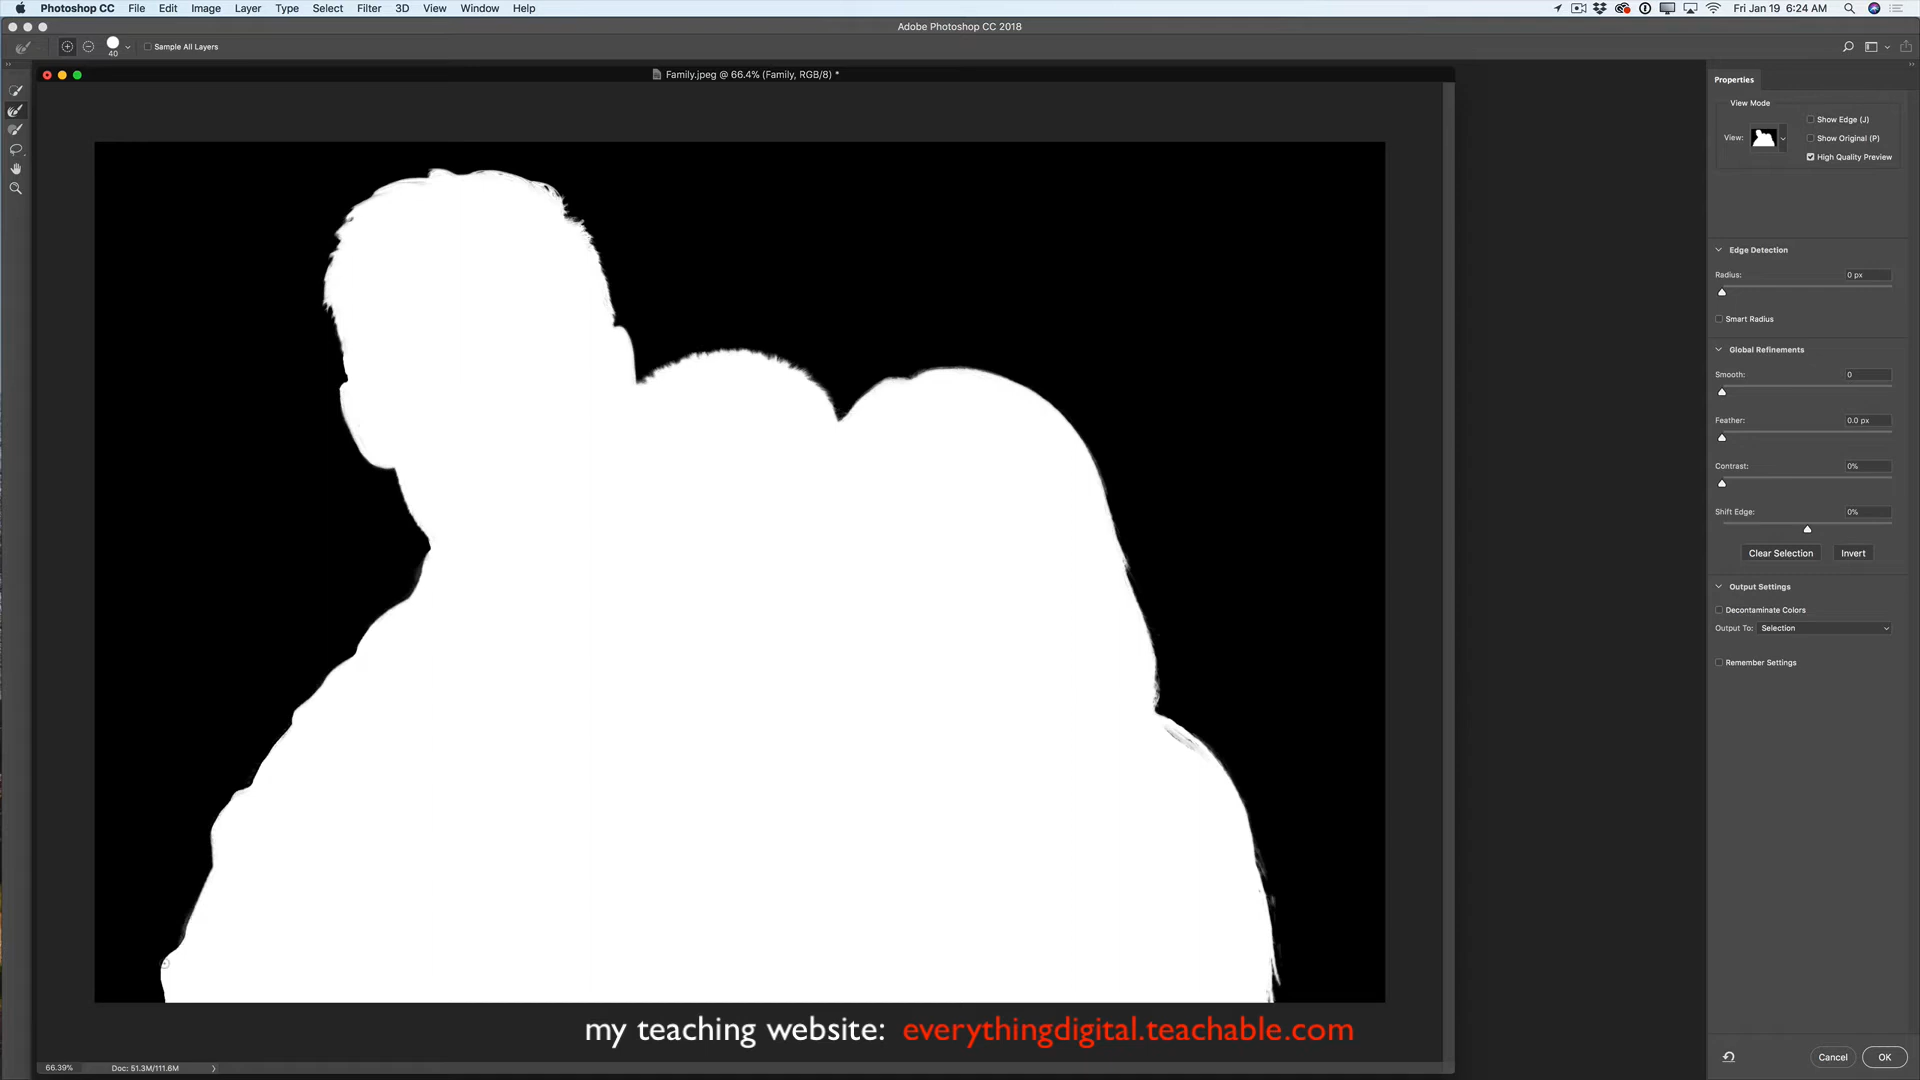 Photoshop CC File Edit Image Layer Type Select Filter 3D View Window Help Fri Jan 19 6:24 AM
Adobe Photoshop CC 2018
40 Sample All Layers
Family.jpeg @ 66.4% (Family, RGB/8) *
Properties
View Mode
Show Edge (J)
View: Show Original (P)
High Quality Preview
Edge Detection
Radius: 0 px
Smart Radius
Global Refinements
Smooth: 0
Feather: 0.0 px
Contrast: 0%
Shift Edge: 0%
Clear Selection Invert
Output Settings
Decontaminate Colors
Output To: Selection
Remember Settings
my teaching website: everythingdigital.teachable.com
Cancel OK
66.39% Doc: 51.3M/111.6M